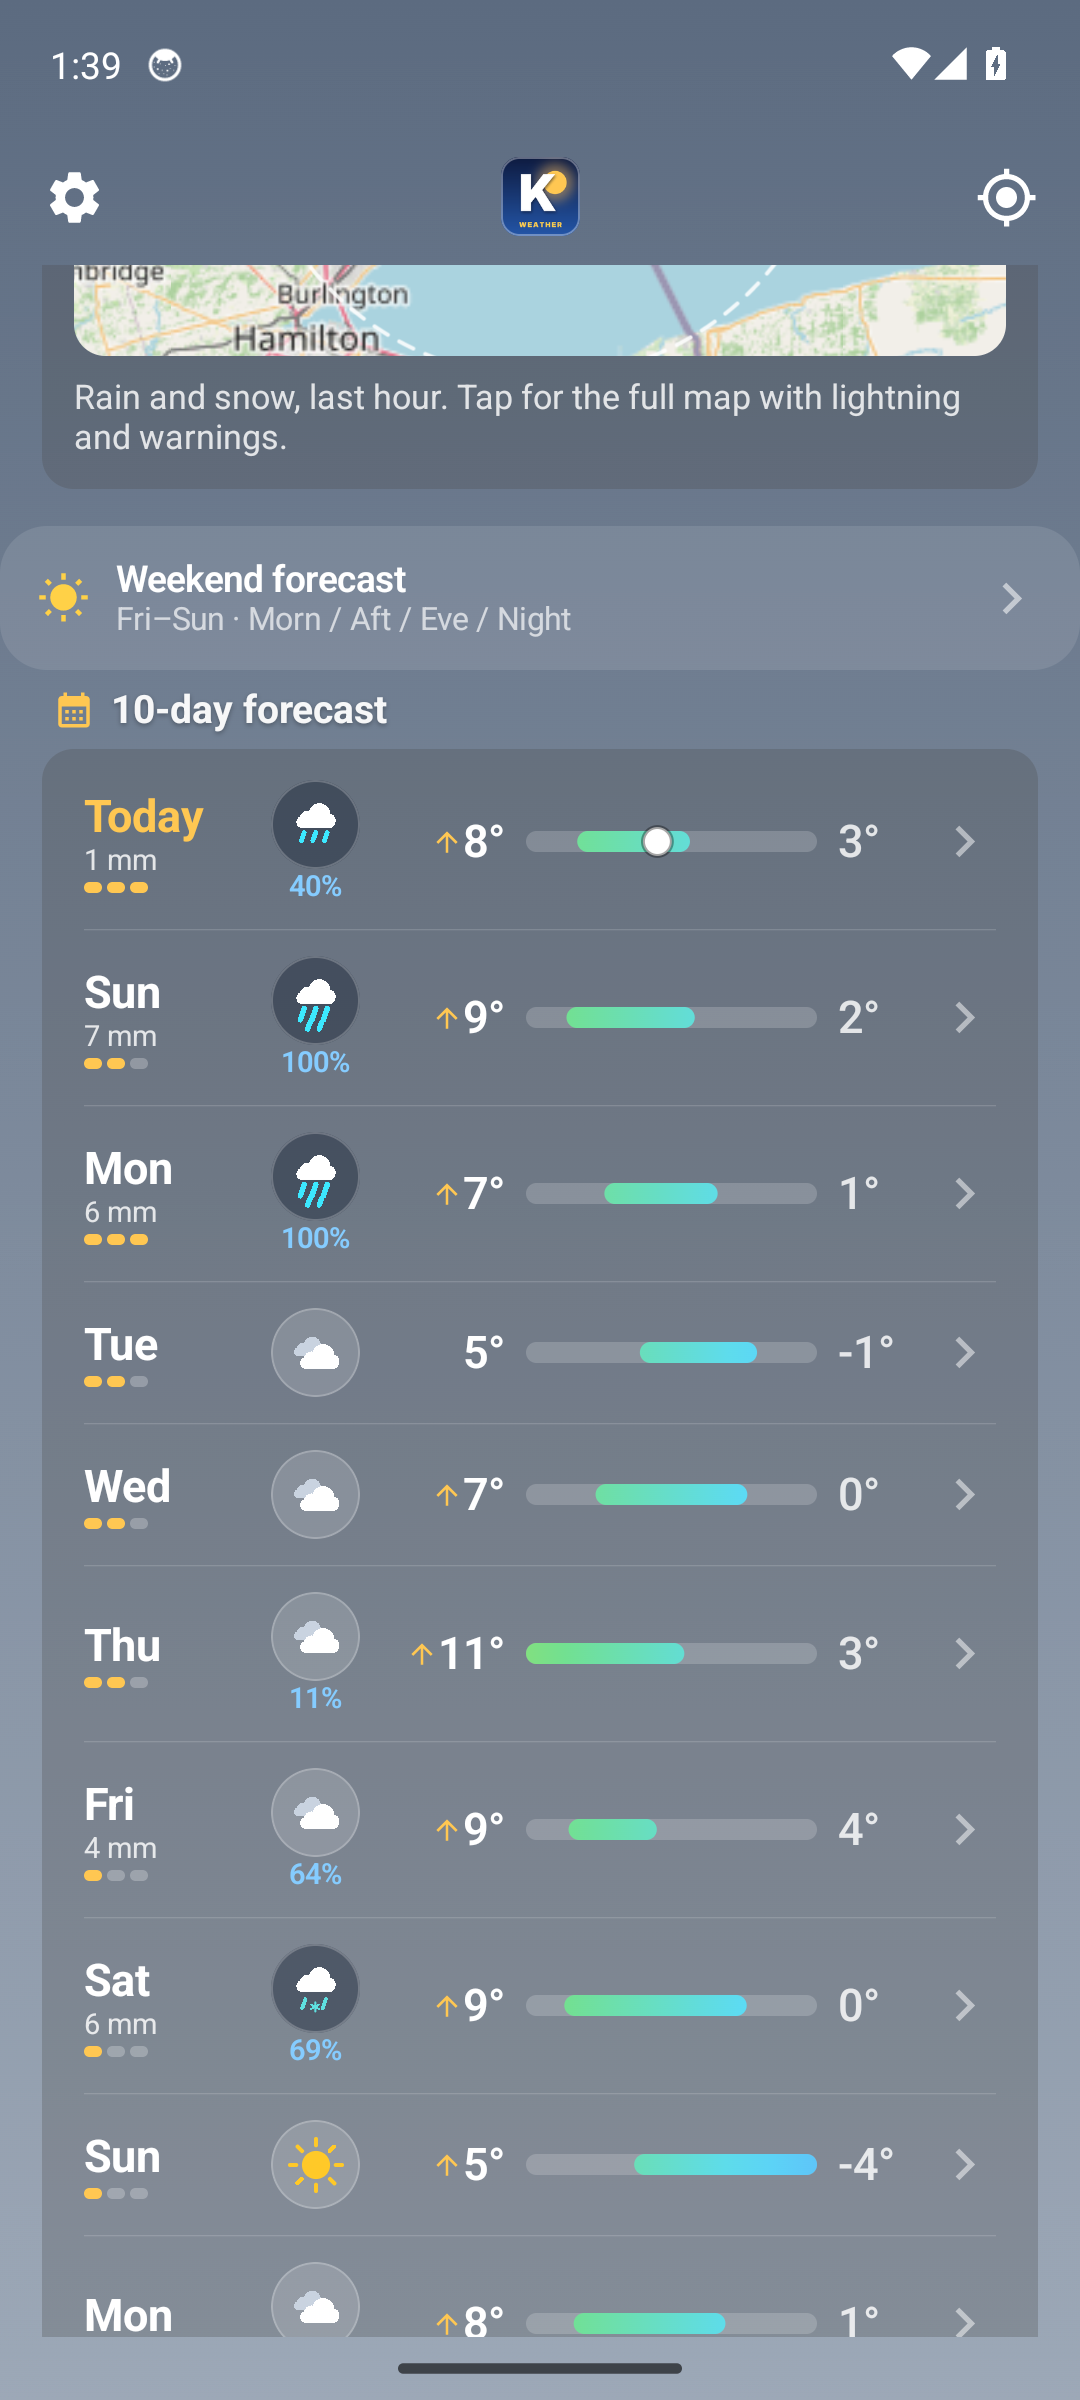 1:39
K
WEATHER
Burlington
Hamilton
Rain and snow, last hour. Tap for the full map with lightning
and warnings.
Weekend forecast
Fri–Sun · Morn / Aft / Eve / Night
10-day forecast
Today
1 mm
40%
↑8°
3°
Sun
7 mm
100%
↑9°
2°
Mon
6 mm
100%
↑7°
1°
Tue
5°
-1°
Wed
↑7°
0°
Thu
11%
↑11°
3°
Fri
4 mm
64%
↑9°
4°
Sat
6 mm
69%
↑9°
0°
Sun
↑5°
-4°
Mon
↑8°
1°